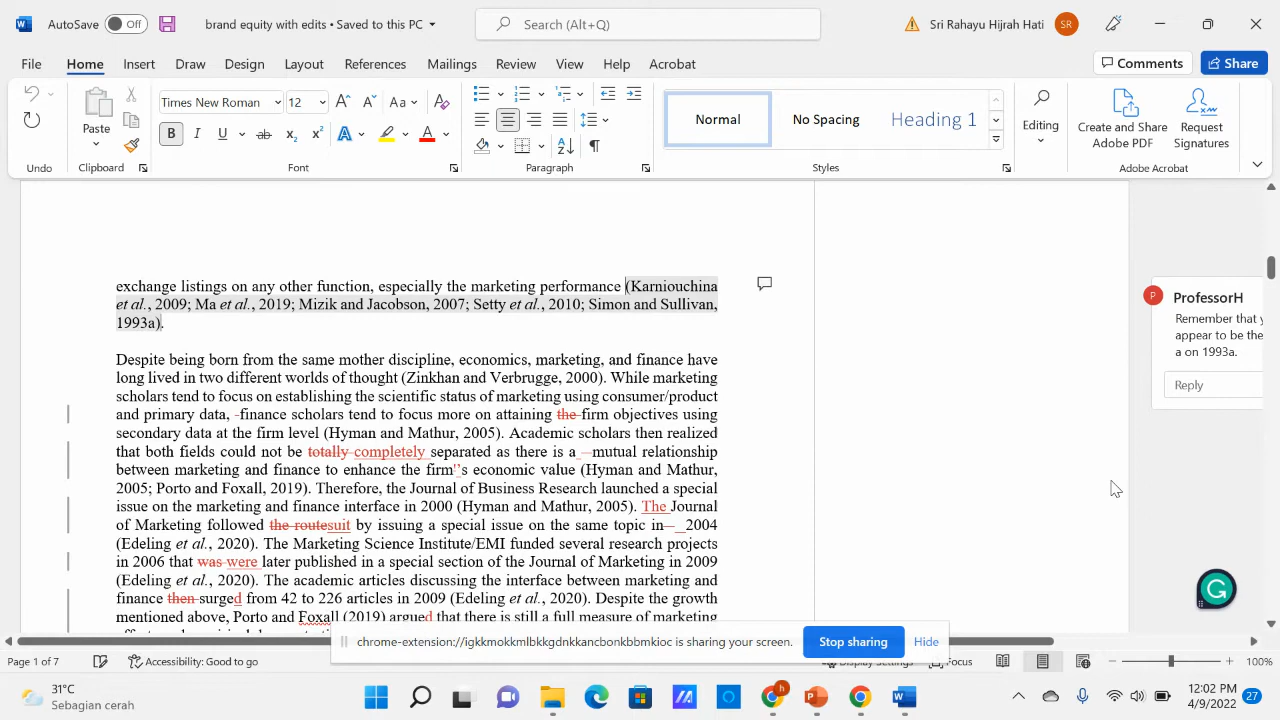 AutoSave Off brand equity with edits • Saved to this PC Search (Alt+Q) Sri Rahayu Hijrah Hati SR
File Home Insert Draw Design Layout References Mailings Review View Help Acrobat Comments Share
Times New Roman 12 Aa
Paste B I U ab x₂ x² A A Normal No Spacing Heading 1 Editing Create and Share Adobe PDF Request Signatures
Undo Clipboard Font Paragraph Styles Adobe Acrobat
exchange listings on any other function, especially the marketing performance (Karniouchina
et al., 2009; Ma et al., 2019; Mizik and Jacobson, 2007; Setty et al., 2010; Simon and Sullivan,
1993a).
P ProfessorH
Remember that y
appear to be the
a on 1993a.
Reply
Despite being born from the same mother discipline, economics, marketing, and finance have
long lived in two different worlds of thought (Zinkhan and Verbrugge, 2000). While marketing
scholars tend to focus on establishing the scientific status of marketing using consumer/product
and primary data, -finance scholars tend to focus more on attaining the firm objectives using
secondary data at the firm level (Hyman and Mathur, 2005). Academic scholars then realized
that both fields could not be totally completely separated as there is a mutual relationship
between marketing and finance to enhance the firm''s economic value (Hyman and Mathur,
2005; Porto and Foxall, 2019). Therefore, the Journal of Business Research launched a special
issue on the marketing and finance interface in 2000 (Hyman and Mathur, 2005). The Journal
of Marketing followed the routesuit by issuing a special issue on the same topic in 2004
(Edeling et al., 2020). The Marketing Science Institute/EMI funded several research projects
in 2006 that was were later published in a special section of the Journal of Marketing in 2009
(Edeling et al., 2020). The academic articles discussing the interface between marketing and
finance then surged from 42 to 226 articles in 2009 (Edeling et al., 2020). Despite the growth
mentioned above, Porto and Foxall (2019) argued that there is still a full measure of marketing
chrome-extension://igkkmokkmlbkkgdnkkancbonkbbmkioc is sharing your screen. Stop sharing Hide
Page 1 of 7 Accessibility: Good to go Display Settings Focus 100%
31°C
Sebagian cerah
12:02 PM
4/9/2022
27